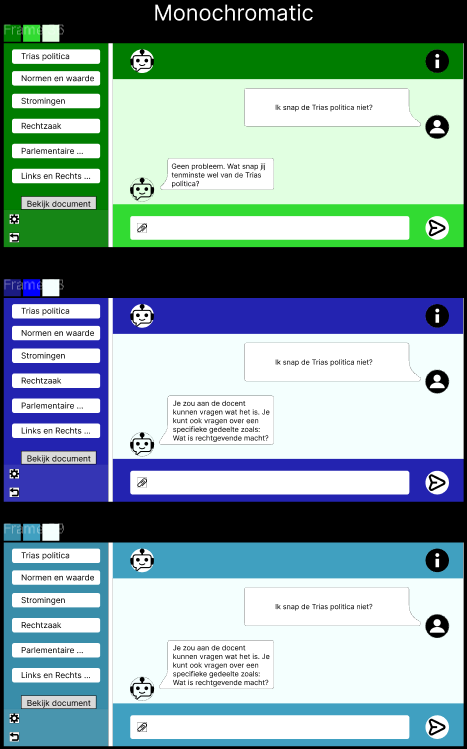 Monochromatic
Trias politica
Normen en waarde
Stromingen
Rechtzaak
Parlementaire ...
Links en Rechts ...
Bekijk document
Ik snap de Trias politica niet?
Geen probleem. Wat snap jij
tenminste wel van de Trias
politica?
Trias politica
Normen en waarde
Stromingen
Rechtzaak
Parlementaire ...
Links en Rechts ...
Bekijk document
Ik snap de Trias politica niet?
Je zou aan de docent
kunnen vragen wat het is. Je
kunt ook vragen over een
specifieke gedeelte zoals:
Wat is rechtgevende macht?
Trias politica
Normen en waarde
Stromingen
Rechtzaak
Parlementaire ...
Links en Rechts ...
Bekijk document
Ik snap de Trias politica niet?
Je zou aan de docent
kunnen vragen wat het is. Je
kunt ook vragen over een
specifieke gedeelte zoals:
Wat is rechtgevende macht?